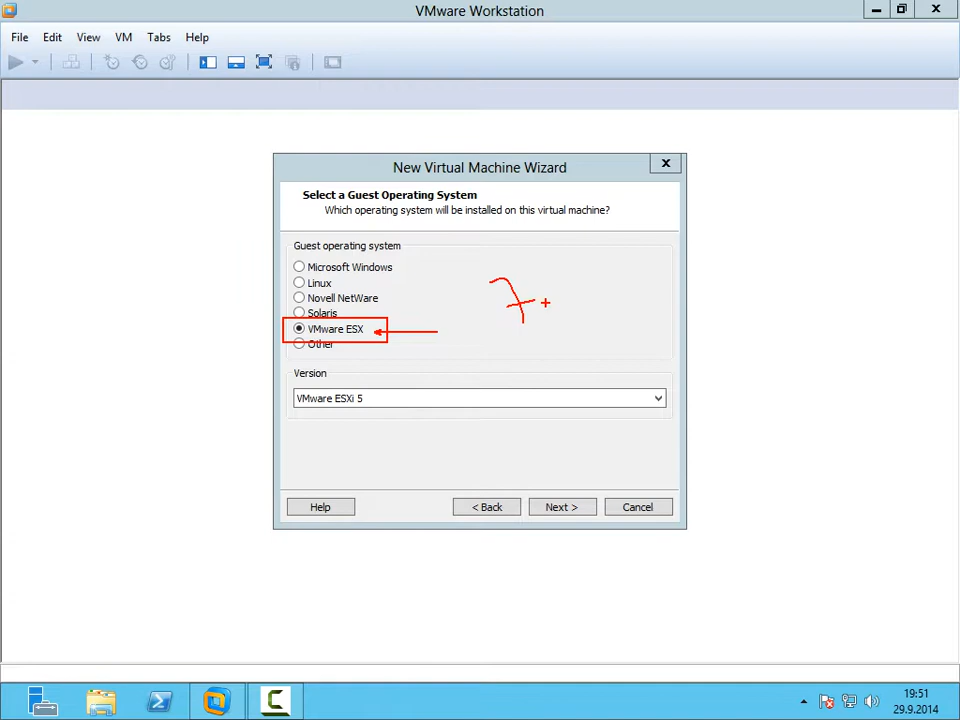 VMware Workstation
File Edit View VM Tabs Help
New Virtual Machine Wizard
Select a Guest Operating System
Which operating system will be installed on this virtual machine?
Guest operating system
Microsoft Windows
Linux
Novell NetWare
Solaris
VMware ESX
Other
Version
VMware ESXi 5
Help < Back Next > Cancel
19:51
29.9.2014